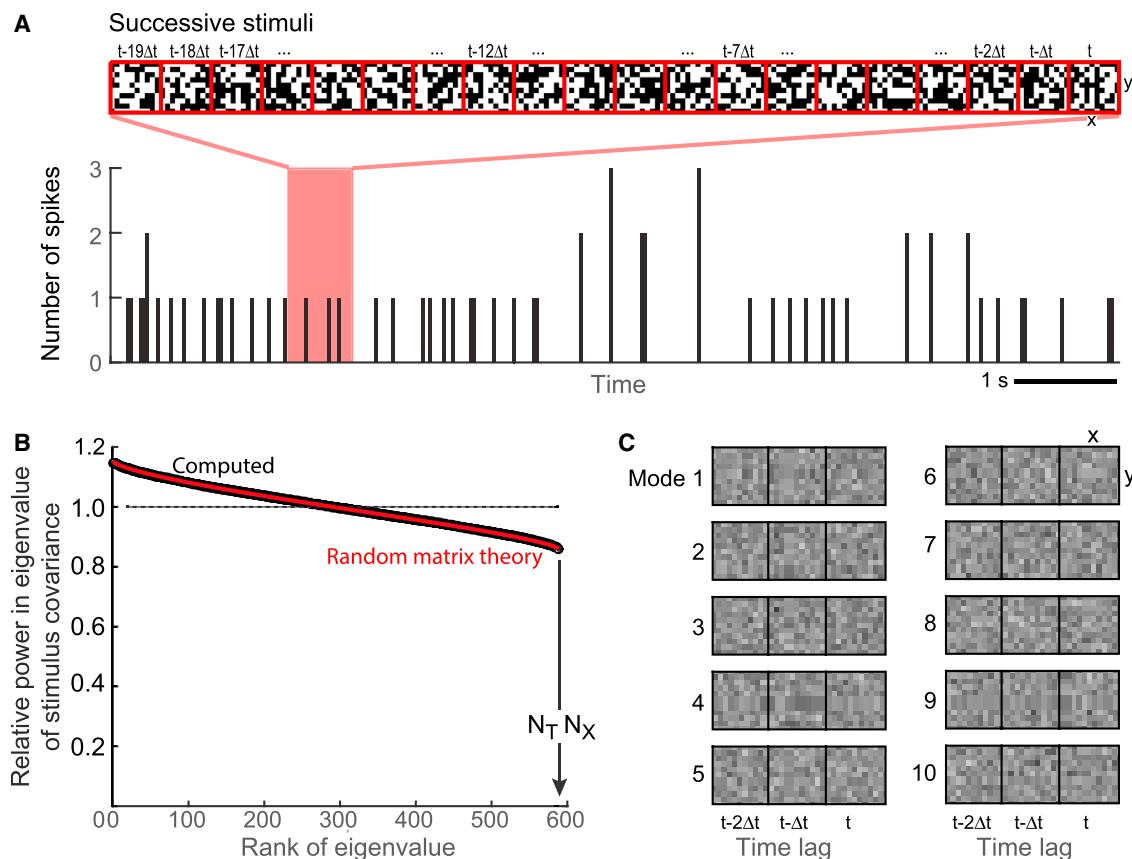 A
Successive stimuli
t-19Δt t-18Δt t-17Δt ... ... t-12Δt ... ... t-7Δt ... ... t-2Δt t-Δt t
y
x
Number of spikes
3
2
1
0
Time
1 s
B
Relative power in eigenvalue
of stimulus covariance
1.2
1.0
0.8
0.6
0.4
0.2
Computed
Random matrix theory
N_T N_X
00 100 200 300 400 500 600
Rank of eigenvalue
C
Mode 1
2
3
4
5
t-2Δt t-Δt t
Time lag
x
y
6
7
8
9
10
t-2Δt t-Δt t
Time lag